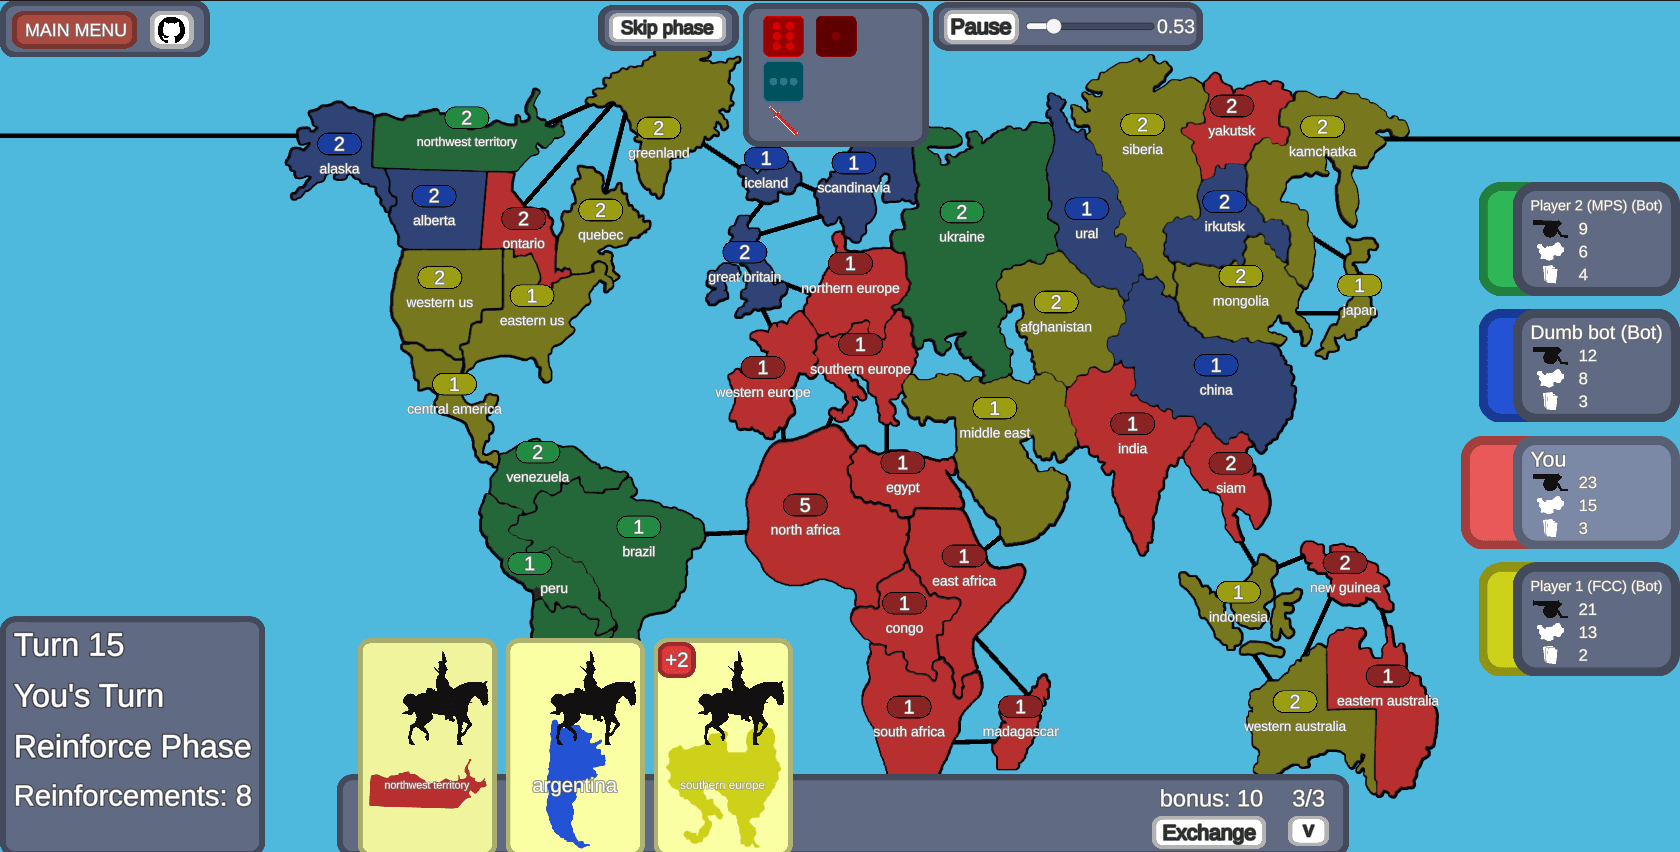 MAIN MENU
Skip phase
Pause
0.53
2
alaska
2
northwest territory
2
greenland
2
alberta
2
ontario
2
quebec
2
western us
1
eastern us
1
central america
2
venezuela
1
brazil
1
peru
1
iceland
1
scandinavia
2
great britain
1
northern europe
1
western europe
1
southern europe
2
ukraine
1
ural
2
siberia
2
yakutsk
2
kamchatka
2
irkutsk
2
mongolia
1
japan
2
afghanistan
1
china
1
middle east
1
india
2
siam
5
north africa
1
egypt
1
east africa
1
congo
1
south africa
1
madagascar
1
indonesia
2
new guinea
2
western australia
1
eastern australia
Player 2 (MPS) (Bot)
9
6
4
Dumb bot (Bot)
12
8
3
You
23
15
3
Player 1 (FCC) (Bot)
21
13
2
Turn 15
You's Turn
Reinforce Phase
Reinforcements: 8
northwest territory
argentina
+2
southern europe
bonus: 10
3/3
Exchange
v